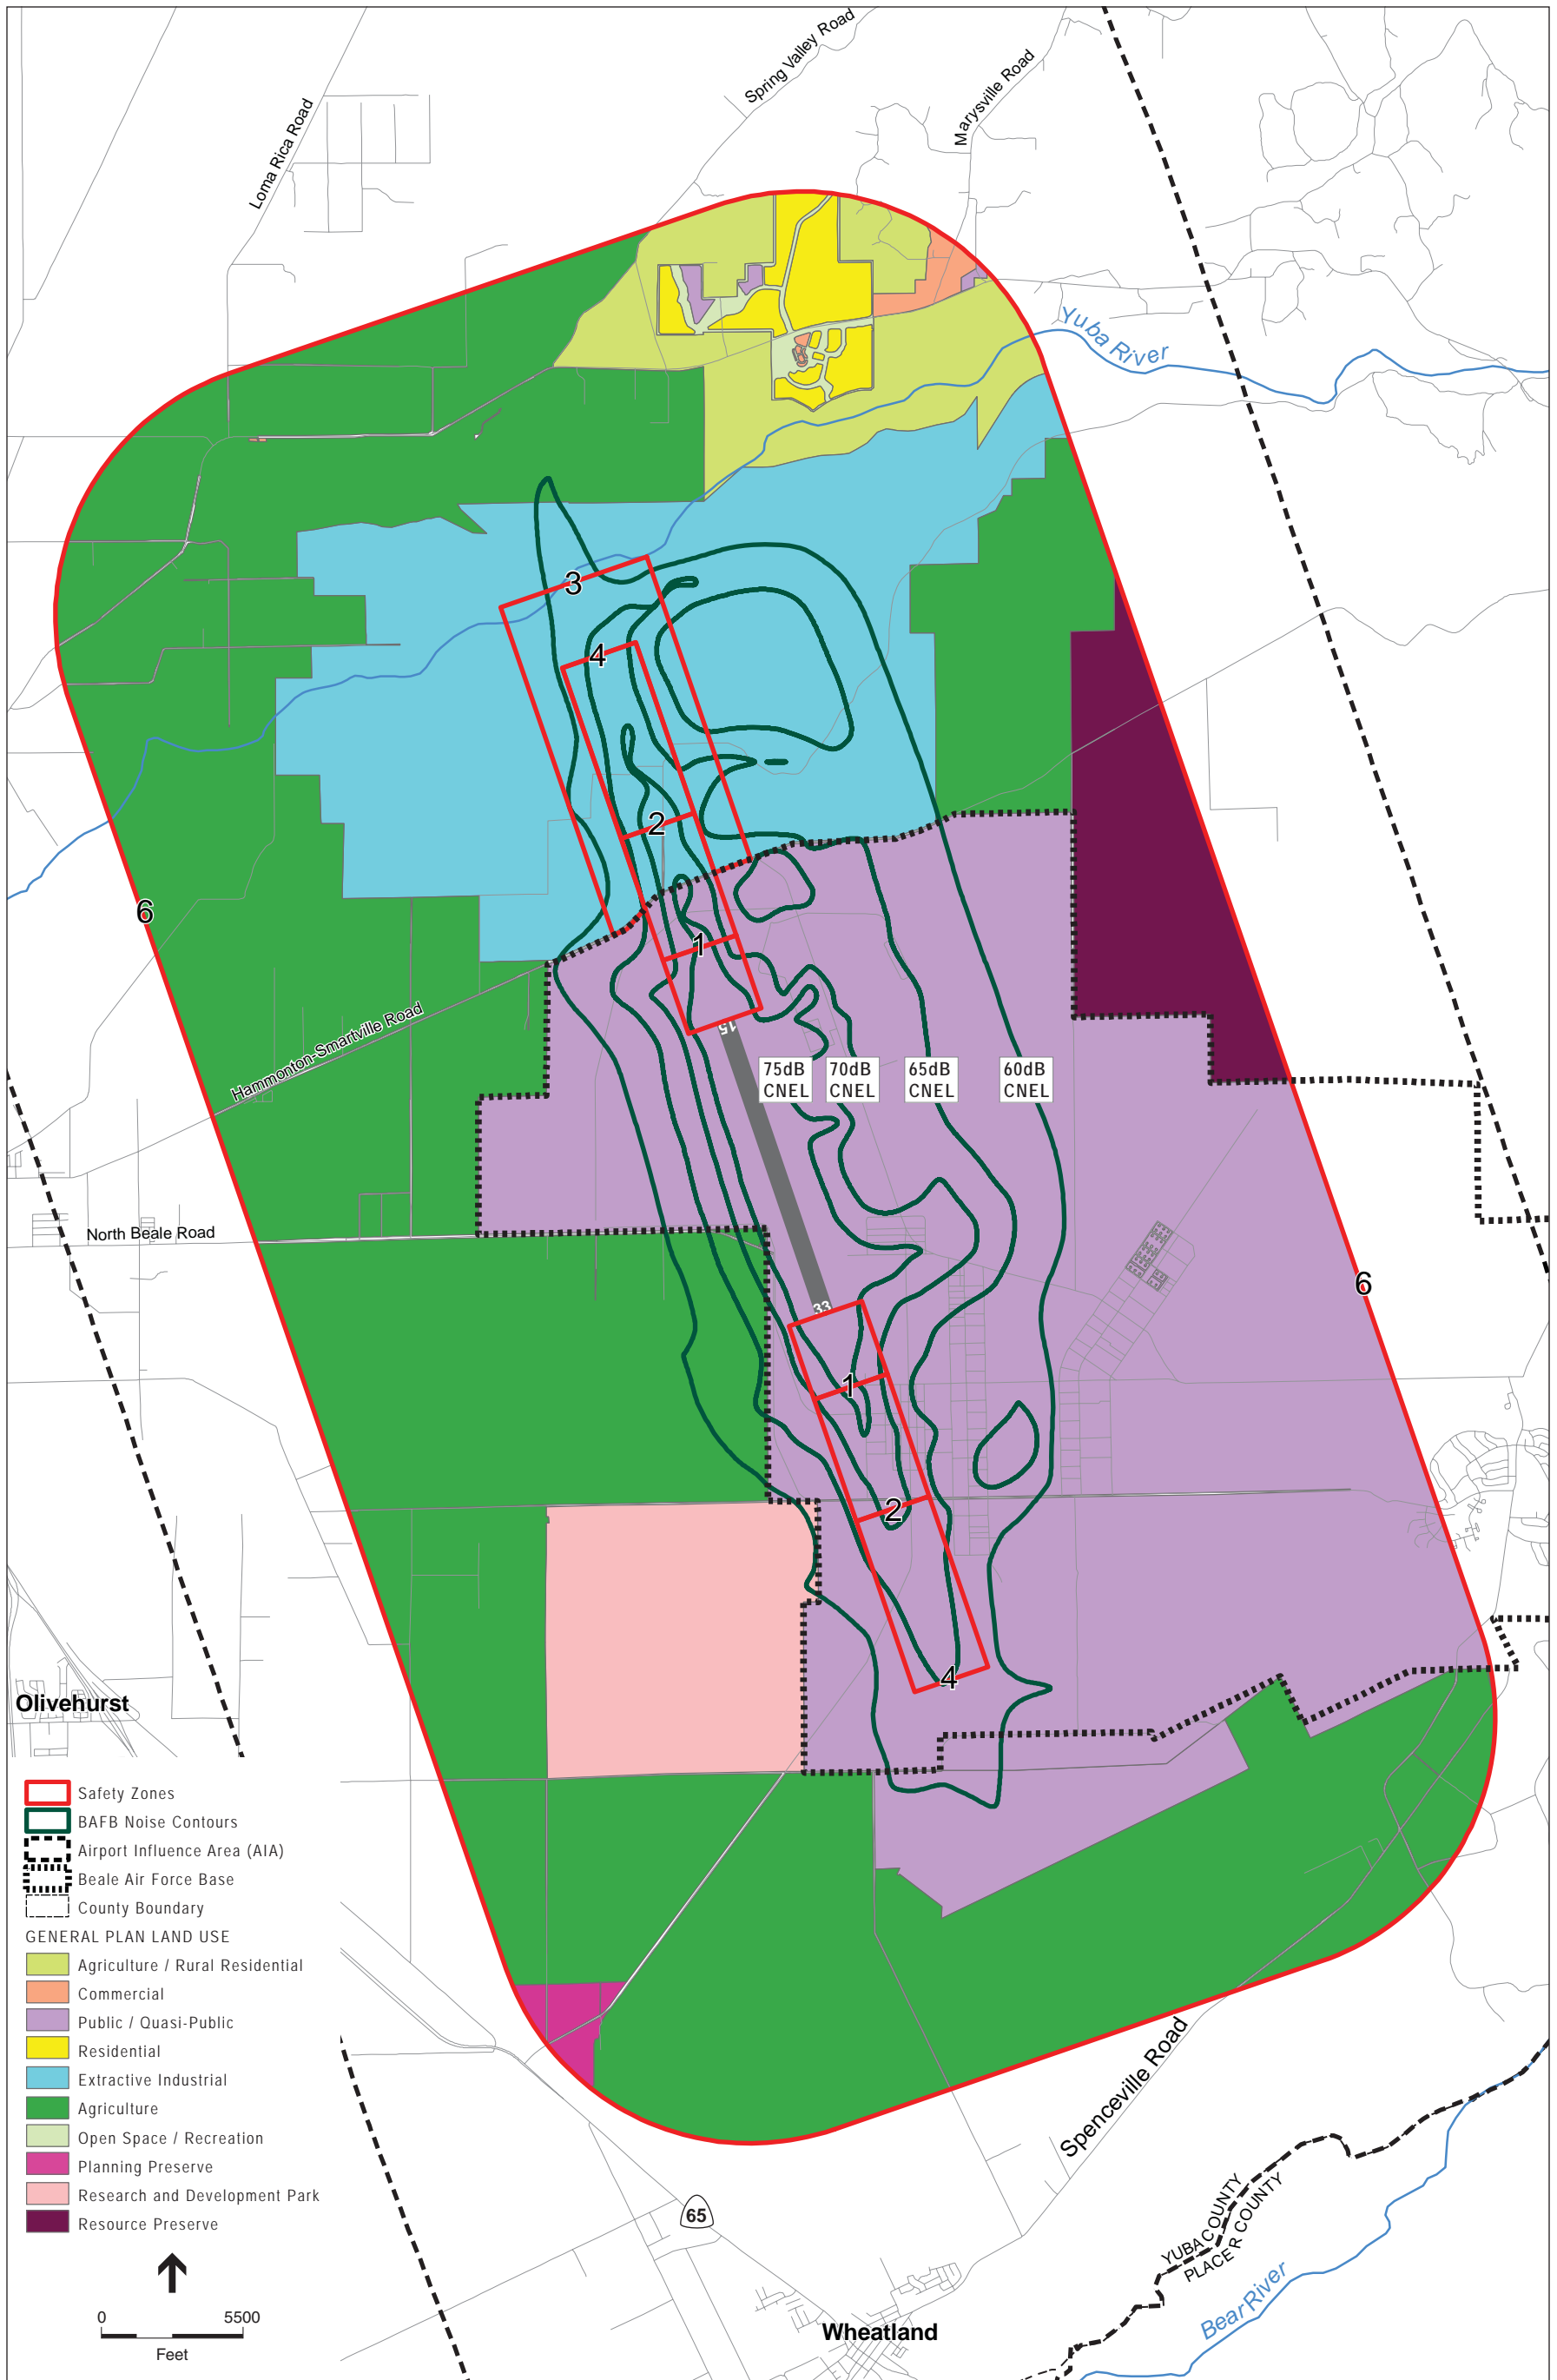 Spring Valley Road
Marysville Road
Loma Rica Road
Yuba River
3
4
2
6
1
Hammonton-Smartville Road
15
75dB
CNEL
70dB
CNEL
65dB
CNEL
60dB
CNEL
North Beale Road
6
33
1
2
4
Olivehurst
Safety Zones
BAFB Noise Contours
Airport Influence Area (AIA)
Beale Air Force Base
County Boundary
GENERAL PLAN LAND USE
Agriculture / Rural Residential
Commercial
Public / Quasi-Public
Residential
Extractive Industrial
Agriculture
Open Space / Recreation
Planning Preserve
Research and Development Park
Resource Preserve
0 5500
Feet
Spenceville Road
65
YUBA COUNTY
PLACER COUNTY
Bear River
Wheatland